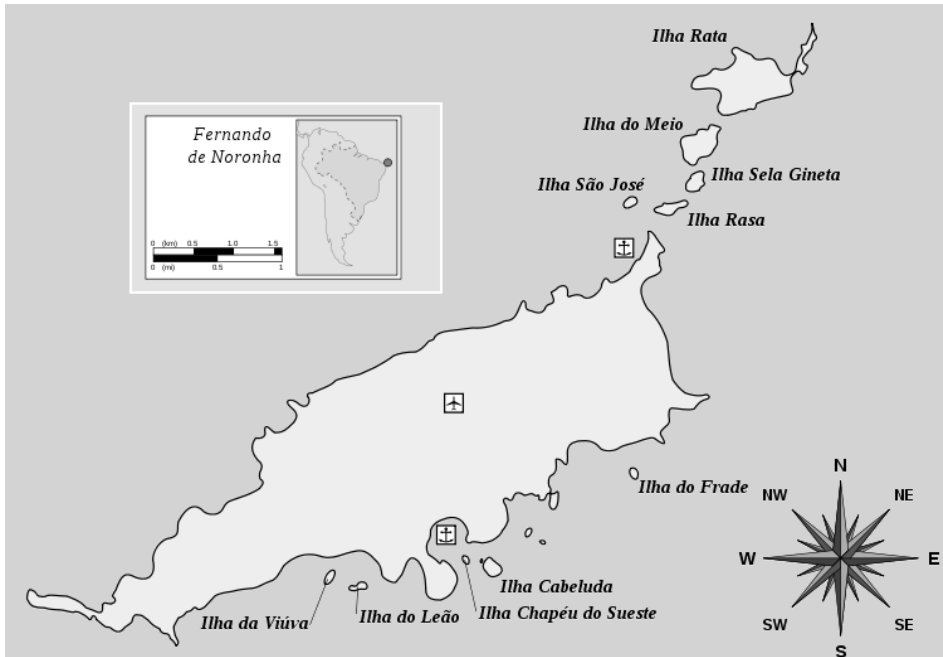 Ilha Rata
Ilha do Meio
Ilha Sela Gineta
Ilha São José
Ilha Rasa
Fernando
de Noronha
0 (km) 0.5 1.0 1.5
0 (mi) 0.5 1
Ilha do Frade
Ilha Cabeluda
Ilha Chapéu do Sueste
Ilha do Leão
Ilha da Viúva
N
NW NE
W E
SW SE
S